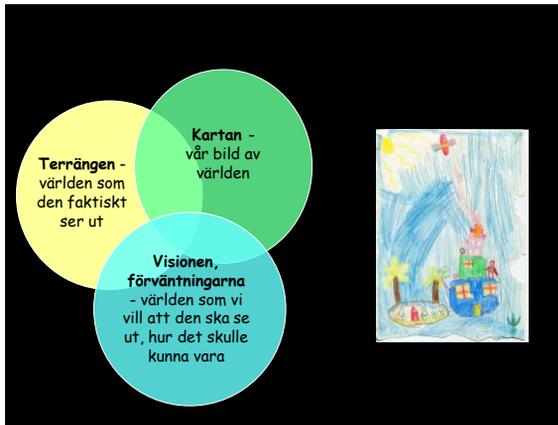 Terrängen -
världen som
den faktiskt
ser ut
Kartan -
vår bild av
världen
Visionen,
förväntningarna
- världen som vi
vill att den ska se
ut, hur det skulle
kunna vara